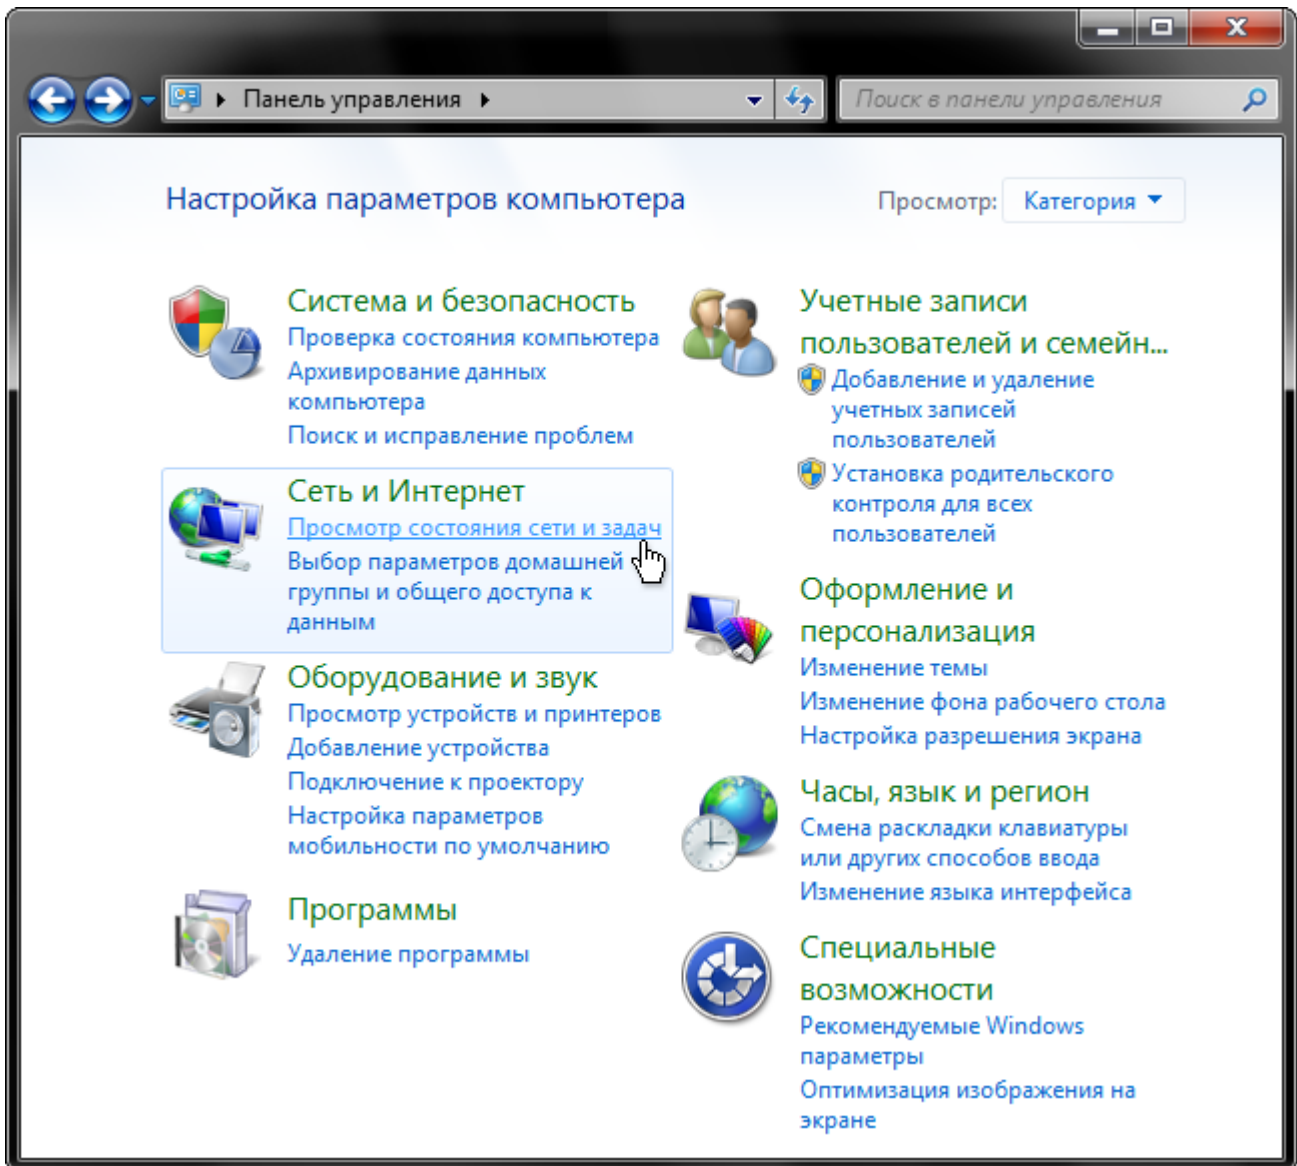 Панель управления
Поиск в панели управления
Настройка параметров компьютера
Просмотр:
Категория
Система и безопасность
Проверка состояния компьютера
Архивирование данных
компьютера
Поиск и исправление проблем
Сеть и Интернет
Просмотр состояния сети и задач
Выбор параметров домашней
группы и общего доступа к
данным
Оборудование и звук
Просмотр устройств и принтеров
Добавление устройства
Подключение к проектору
Настройка параметров
мобильности по умолчанию
Программы
Удаление программы
Учетные записи
пользователей и семейн...
Добавление и удаление
учетных записей
пользователей
Установка родительского
контроля для всех
пользователей
Оформление и
персонализация
Изменение темы
Изменение фона рабочего стола
Настройка разрешения экрана
Часы, язык и регион
Смена раскладки клавиатуры
или других способов ввода
Изменение языка интерфейса
Специальные
возможности
Рекомендуемые Windows
параметры
Оптимизация изображения на
экране